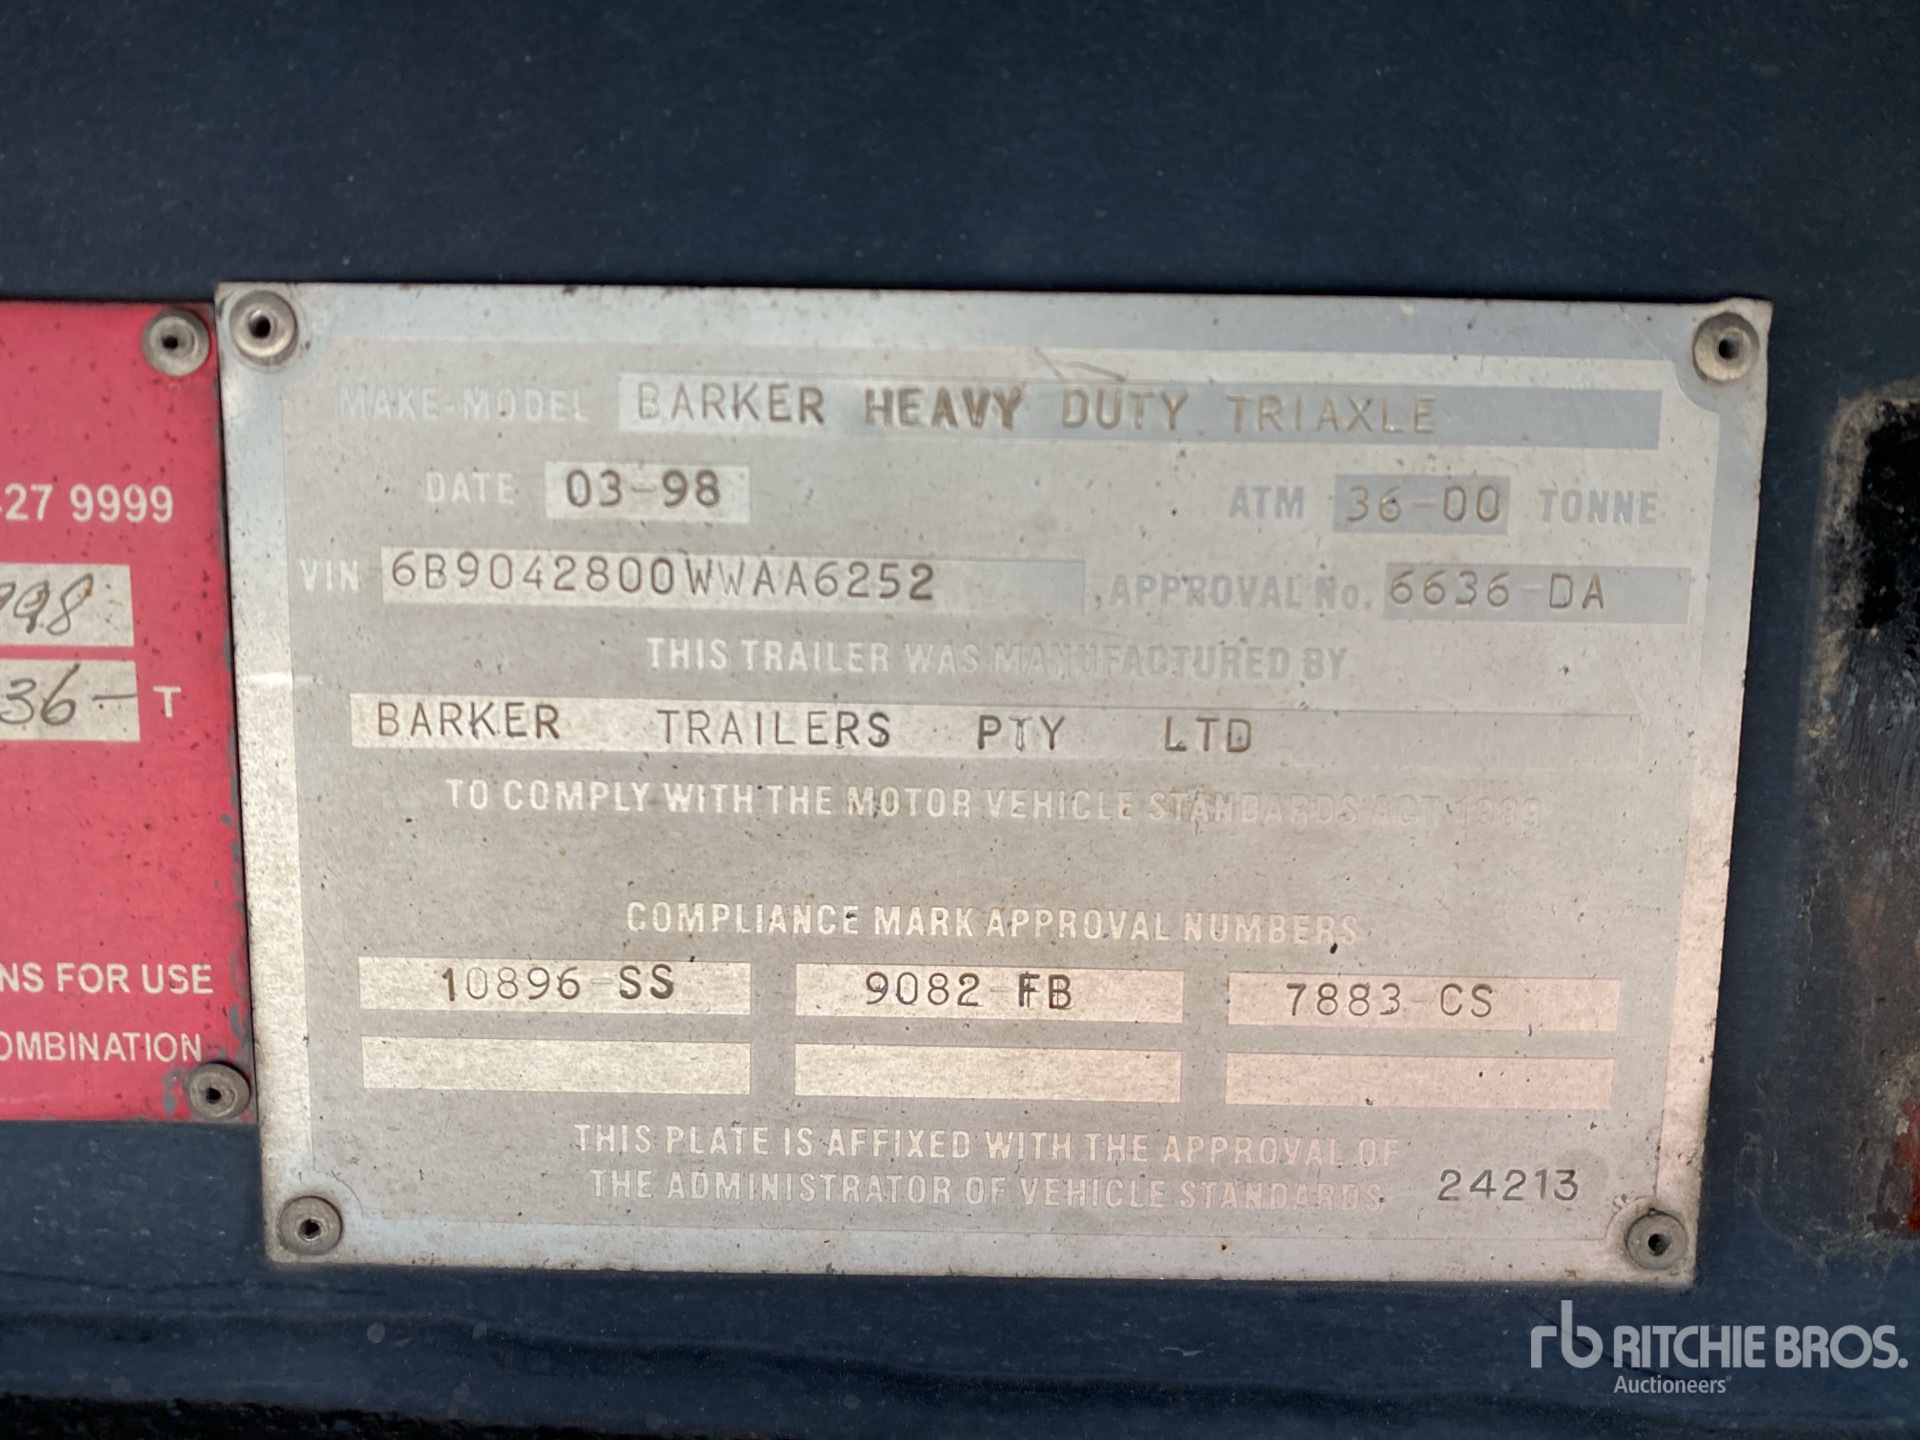 MAKE-MODEL BARKER HEAVY DUTY TRIAXLE
DATE 03-98 ATM 36-00 TONNE
VIN 6B9042800WWAA6252 , APPROVAL No. 6636-DA
THIS TRAILER WAS MANUFACTURED BY
BARKER TRAILERS PTY LTD
TO COMPLY WITH THE MOTOR VEHICLE STANDARDS ACT 1989
COMPLIANCE MARK APPROVAL NUMBERS
10896-SS 9082-FB 7883-CS
THIS PLATE IS AFFIXED WITH THE APPROVAL OF
THE ADMINISTRATOR OF VEHICLE STANDARDS 24213
27 9999
998
36- T
NS FOR USE
OMBINATION
rb RITCHIE BROS.
Auctioneers